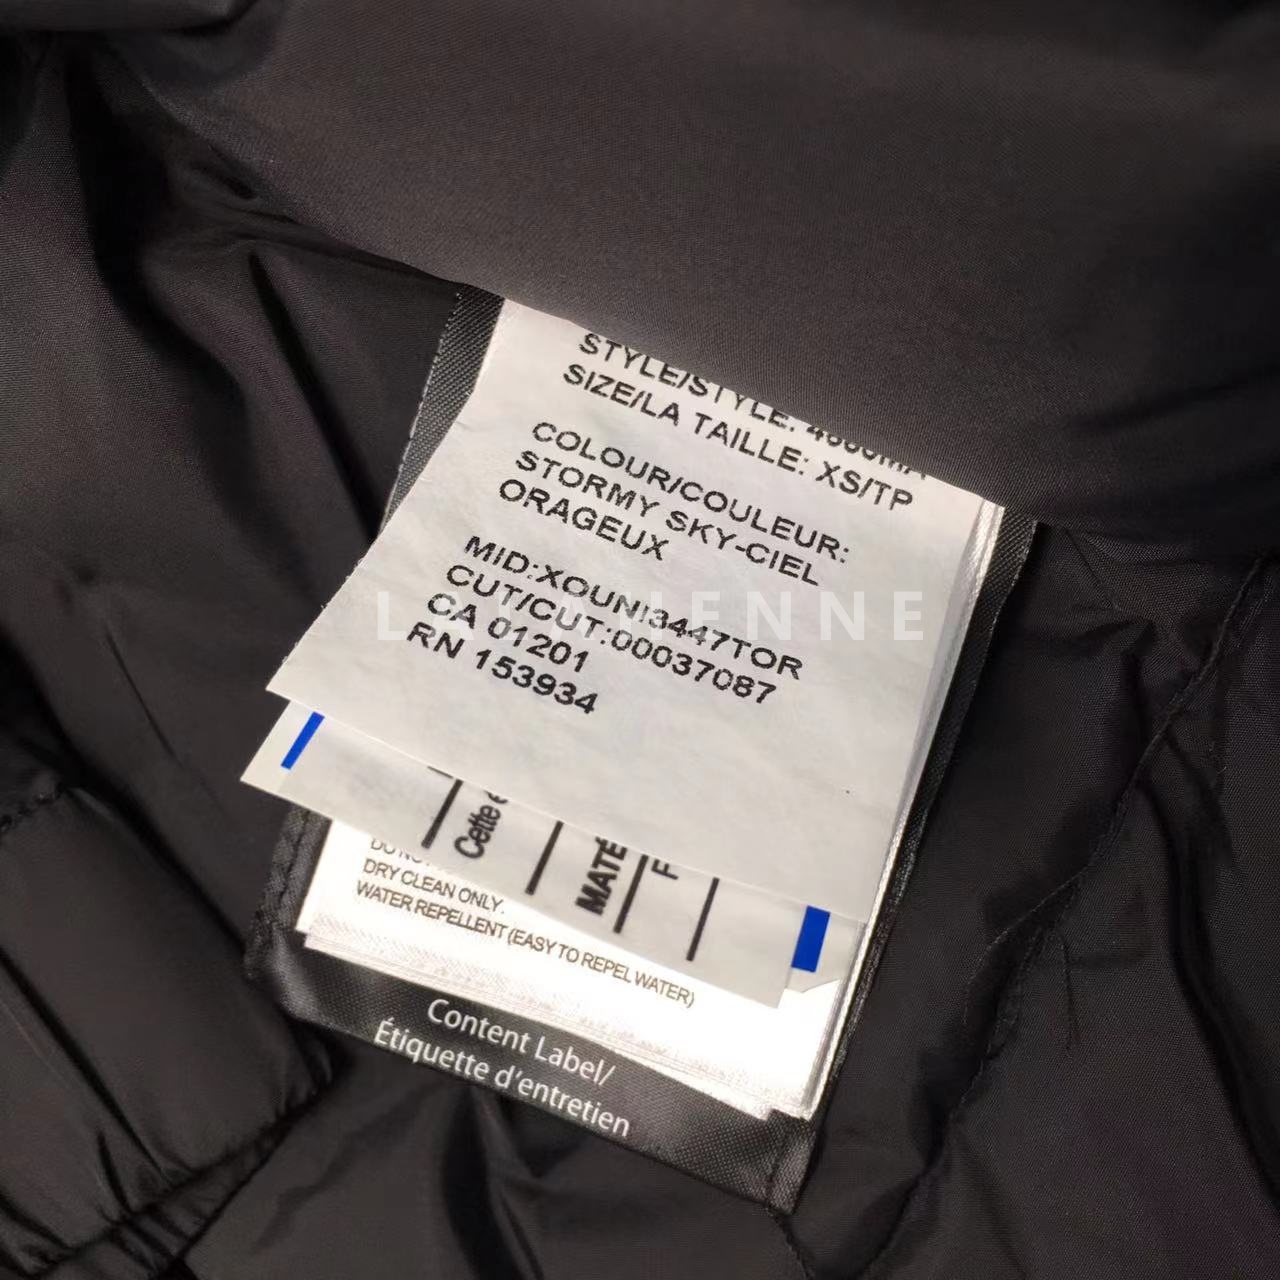 STYLE/STYLE:
SIZE/LA TAILLE: XS/TP
COLOUR/COULEUR:
STORMY SKY-CIEL
ORAGEUX
MID:XOUNI3447TOR
CUT/CUT:00037087
CA 01201
RN 153934
Cette
MATÉ
F
DRY CLEAN ONLY.
WATER REPELLENT (EASY TO REPEL WATER)
Content Label/
Étiquette d'entretien